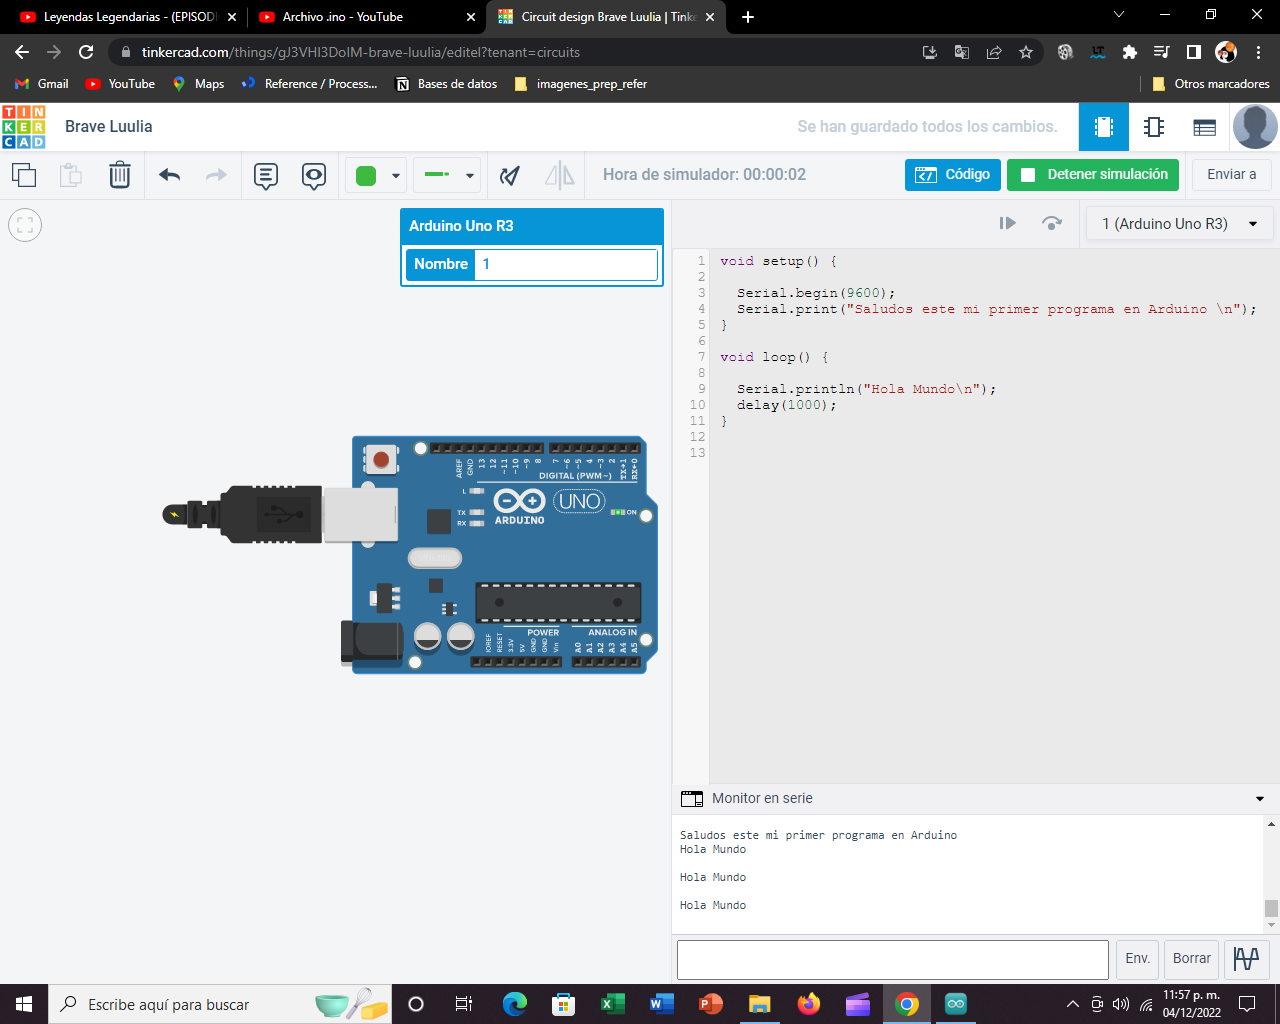 Leyendas Legendarias - (EPISODI
Archivo .ino - YouTube
Circuit design Brave Luulia | Tink
tinkercad.com/things/gJ3VHI3DoIM-brave-luulia/editel?tenant=circuits
Gmail
YouTube
Maps
Reference / Process...
Bases de datos
imagenes_prep_refer
Otros marcadores
TINKERCAD
Brave Luulia
Se han guardado todos los cambios.
Hora de simulador: 00:00:02
Código
Detener simulación
Enviar a
Arduino Uno R3
Nombre 1
1 (Arduino Uno R3)
1 void setup() {
2
3 Serial.begin(9600);
4 Serial.print("Saludos este mi primer programa en Arduino \n");
5 }
6
7 void loop() {
8
9 Serial.println("Hola Mundo\n");
10 delay(1000);
11 }
12
13
AREF GND 13 12 ~11 ~10 ~9 8 7 ~6 ~5 4 ~3 2 TX→1 RX←0
DIGITAL (PWM~)
L
TX
RX
ARDUINO
UNO
ON
POWER
ANALOG IN
IOREF RESET 3.3V 5V GND GND Vin A0 A1 A2 A3 A4 A5
Monitor en serie
Saludos este mi primer programa en Arduino
Hola Mundo
Hola Mundo
Hola Mundo
Env.
Borrar
Escribe aquí para buscar
11:57 p. m.
04/12/2022